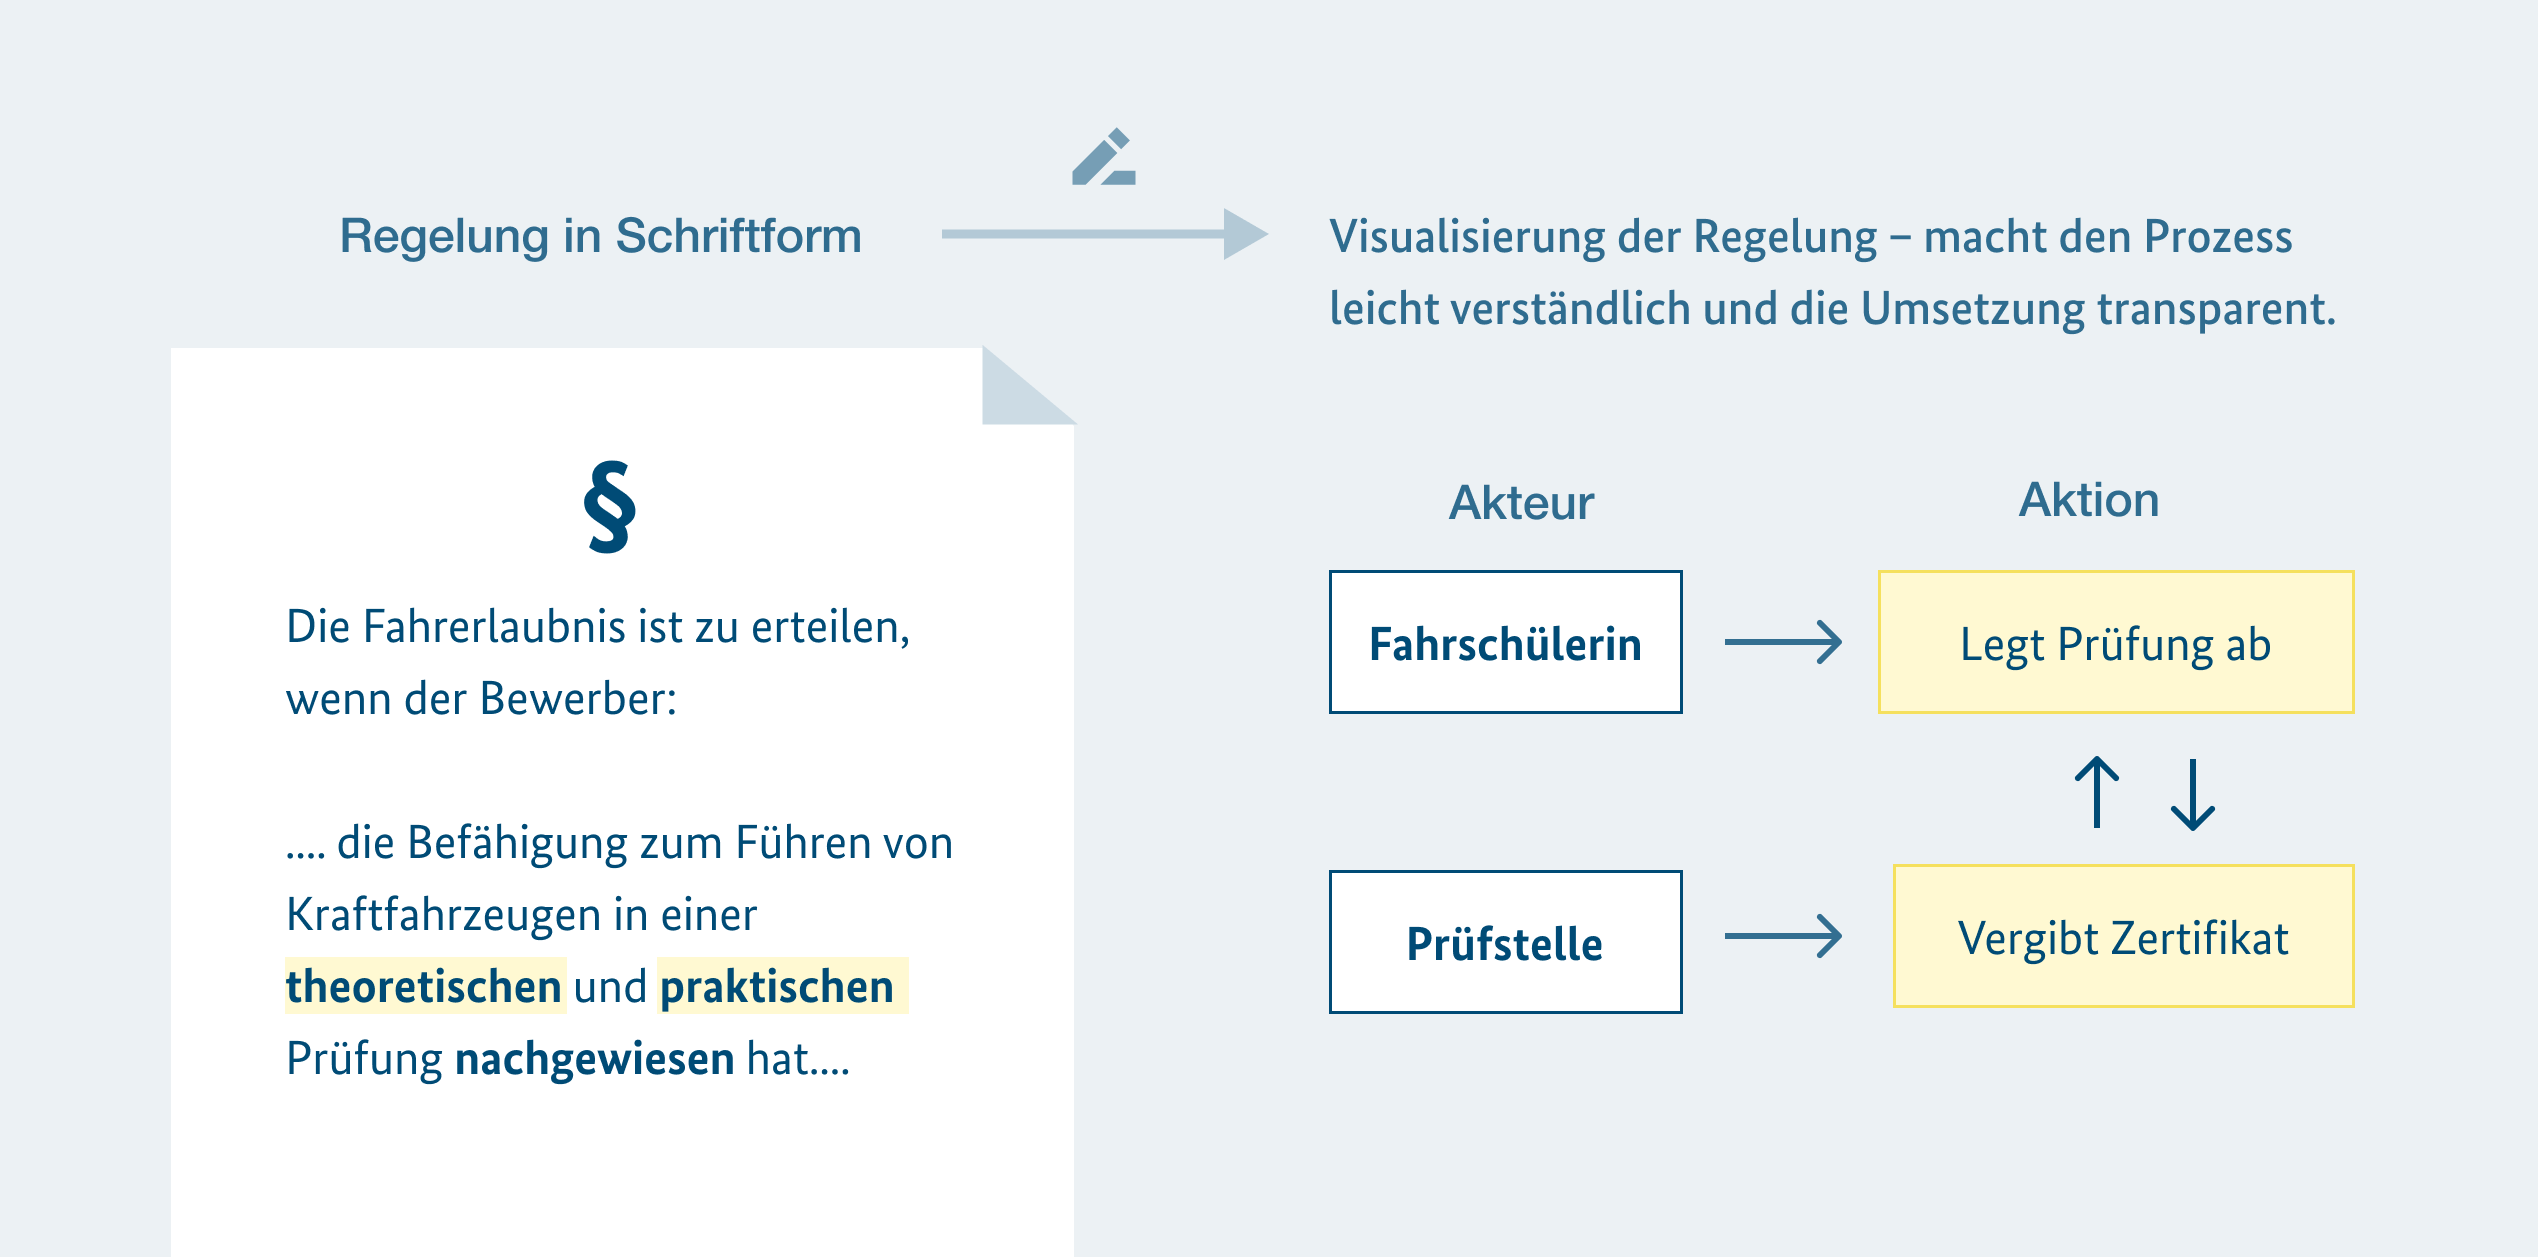 Regelung in Schriftform
Visualisierung der Regelung – macht den Prozess
leicht verständlich und die Umsetzung transparent.
§
Die Fahrerlaubnis ist zu erteilen,
wenn der Bewerber:
.... die Befähigung zum Führen von
Kraftfahrzeugen in einer
theoretischen und praktischen
Prüfung nachgewiesen hat....
Akteur
Aktion
Fahrschülerin
Legt Prüfung ab
Prüfstelle
Vergibt Zertifikat